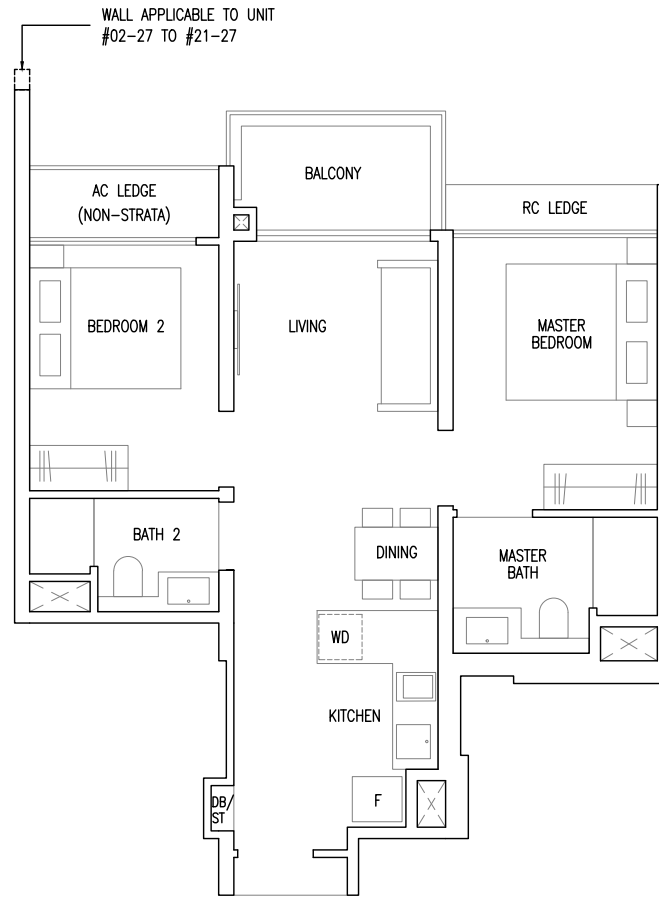 WALL APPLICABLE TO UNIT
#02-27 TO #21-27
BALCONY
AC LEDGE
(NON-STRATA)
RC LEDGE
BEDROOM 2
LIVING
MASTER
BEDROOM
BATH 2
DINING
MASTER
BATH
WD
KITCHEN
F
DB/
ST